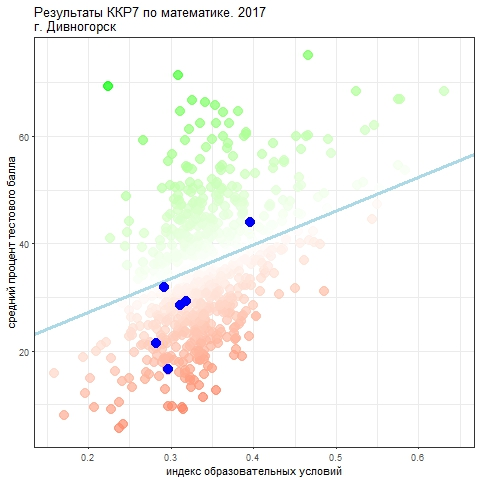 Результаты ККР7 по математике. 2017
г. Дивногорск
средний процент тестового балла
60
40
20
0.2 0.3 0.4 0.5 0.6
индекс образовательных условий